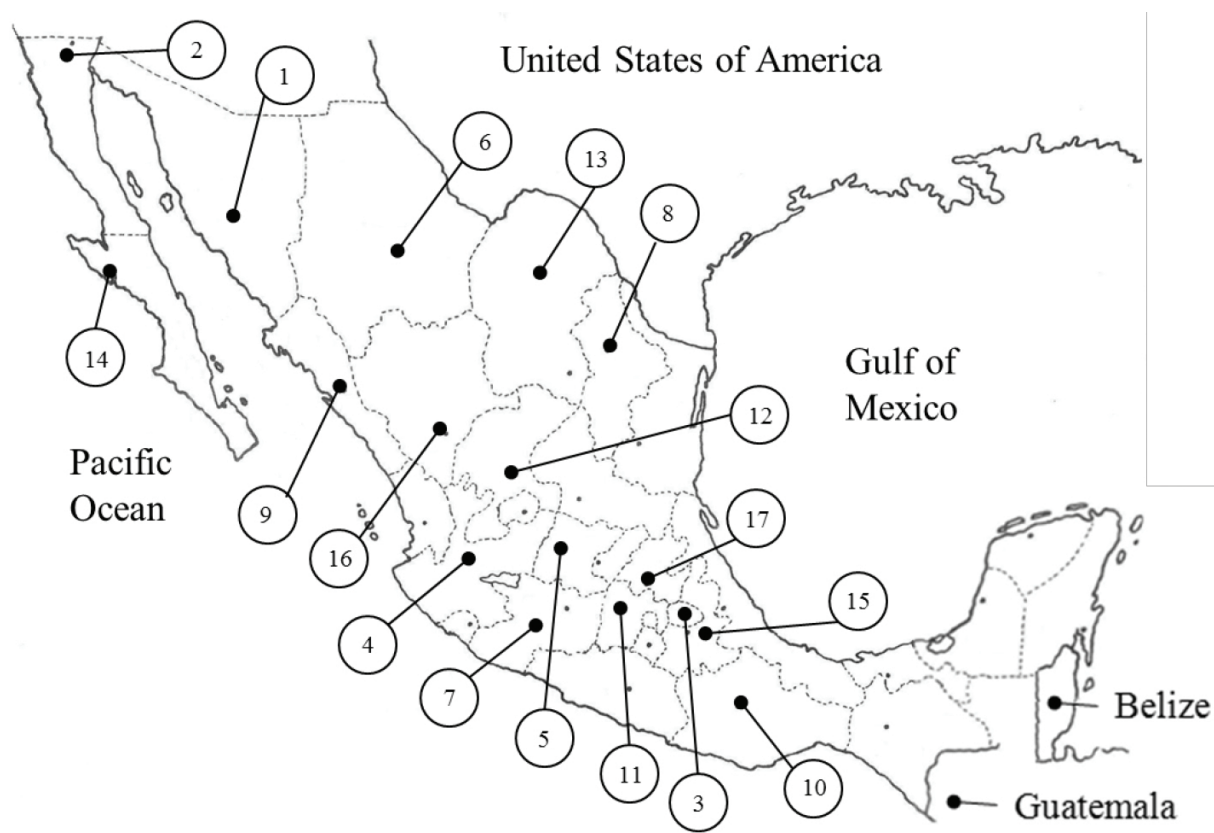 2
United States of America
1
6
13
8
14
Gulf of
Mexico
12
Pacific
Ocean
9
17
16
15
4
7
Belize
5
11
10
3
Guatemala